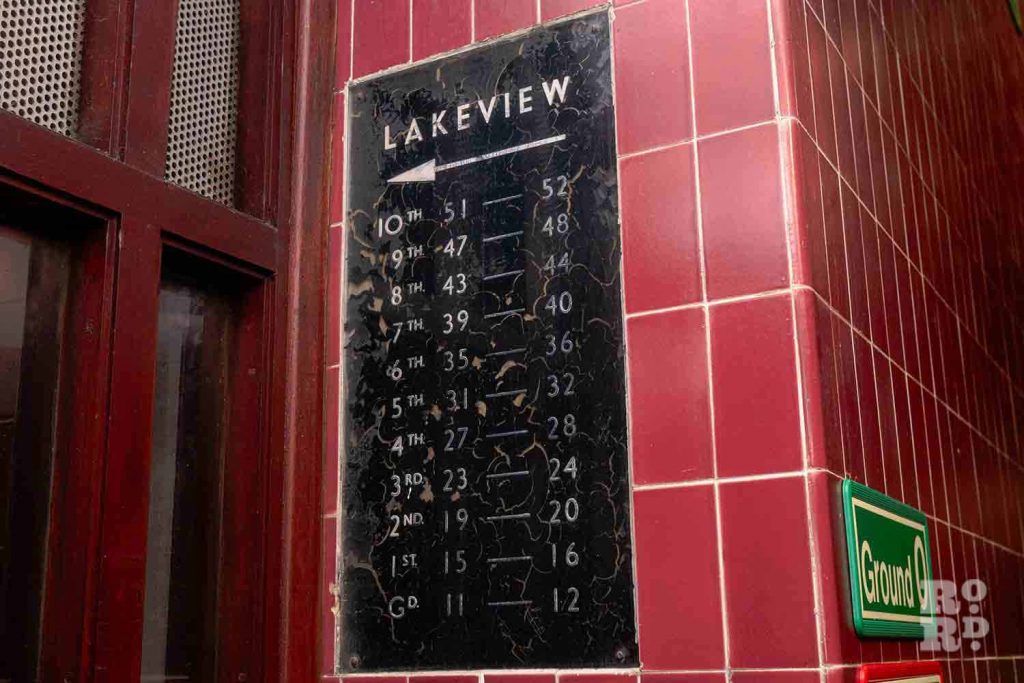 LAKEVIEW
10TH 51 — 52
9TH. 47 — 48
8TH. 43 — 44
7TH. 39 — 40
6TH. 35 — 36
5TH. 31 — 32
4TH. 27 — 28
3RD. 23 — 24
2ND. 19 — 20
1ST. 15 — 16
GD. 11 — 12
Ground 0
RO
RD